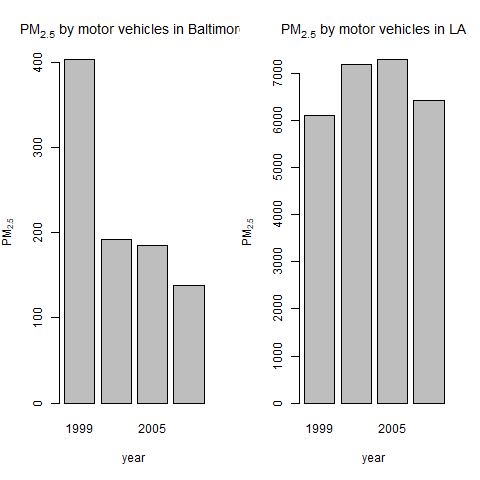 PM2.5 by motor vehicles in Baltimor
400
300
200
100
0
PM2.5
1999 2005
year
PM2.5 by motor vehicles in LA
7000
6000
5000
4000
3000
2000
1000
0
PM2.5
1999 2005
year